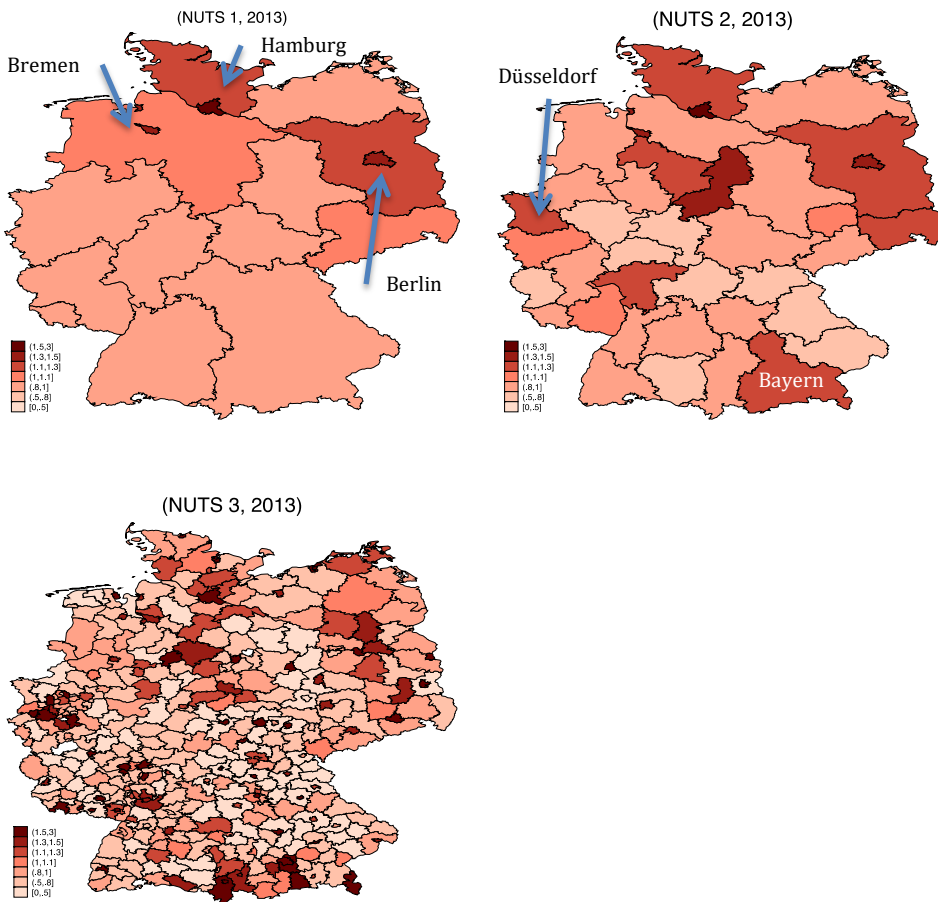 (NUTS 1, 2013)
Bremen
Hamburg
Berlin
(1.5,3]
(1.3,1.5]
(1.1,1.3]
(1,1.1]
(.8,1]
(.5,.8]
[0,.5]
(NUTS 2, 2013)
Düsseldorf
Bayern
(1.5,3]
(1.3,1.5]
(1.1,1.3]
(1,1.1]
(.8,1]
(.5,.8]
[0,.5]
(NUTS 3, 2013)
(1.5,3]
(1.3,1.5]
(1.1,1.3]
(1,1.1]
(.8,1]
(.5,.8]
[0,.5]